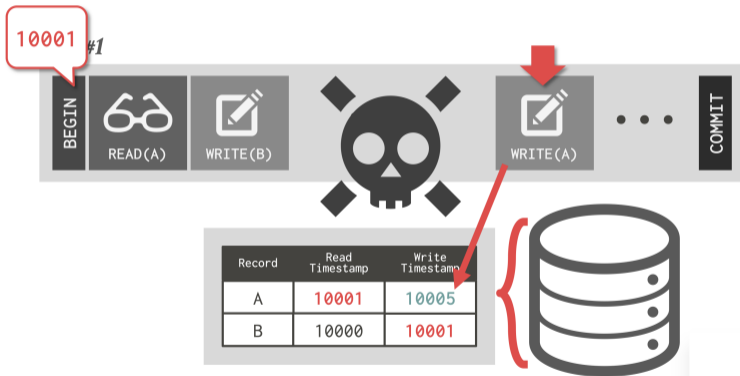 10001
#1
BEGIN
READ(A)
WRITE(B)
WRITE(A)
COMMIT
Record Read Timestamp Write Timestamp
A 10001 10005
B 10000 10001